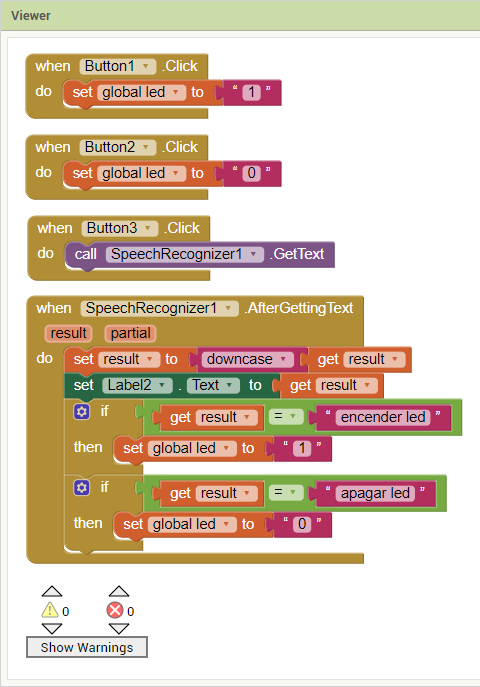 Viewer
when Button1 .Click
do set global led to “ 1 ”
when Button2 .Click
do set global led to “ 0 ”
when Button3 .Click
do call SpeechRecognizer1 .GetText
when SpeechRecognizer1 .AfterGettingText
result partial
do set result to downcase get result
set Label2 . Text to get result
if get result = “ encender led ”
then set global led to “ 1 ”
if get result = “ apagar led ”
then set global led to “ 0 ”
0 0
Show Warnings